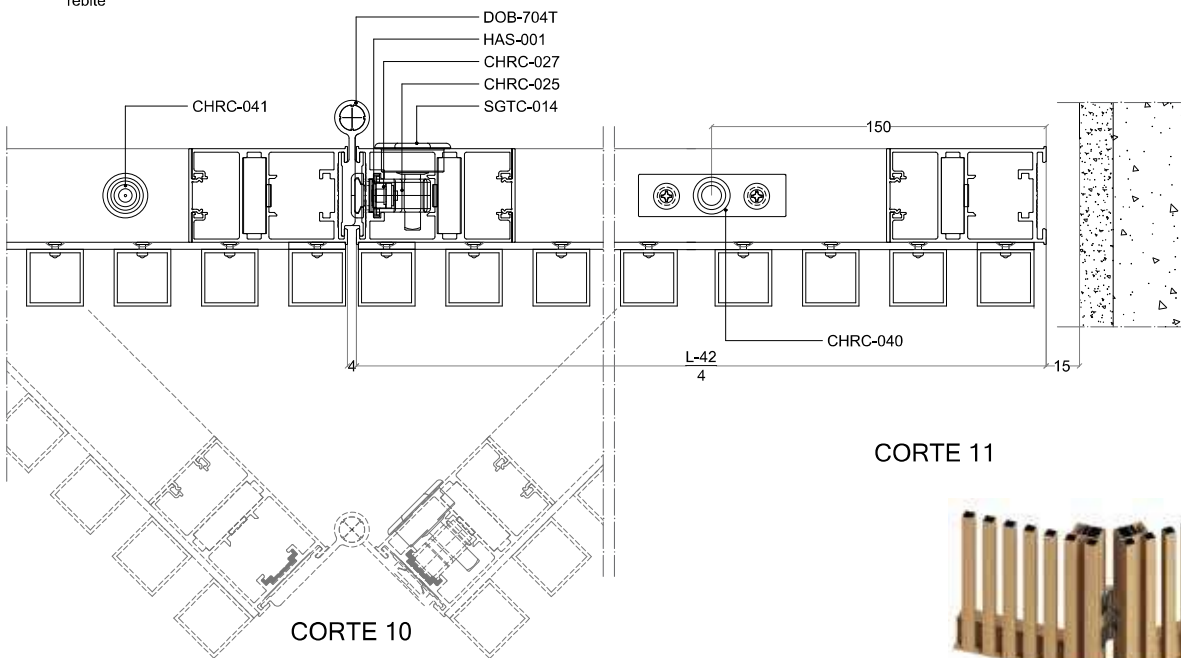 rebite
DOB-704T
HAS-001
CHRC-027
CHRC-025
SGTC-014
CHRC-041
150
CHRC-040
4
L-42
4
15
CORTE 11
CORTE 10